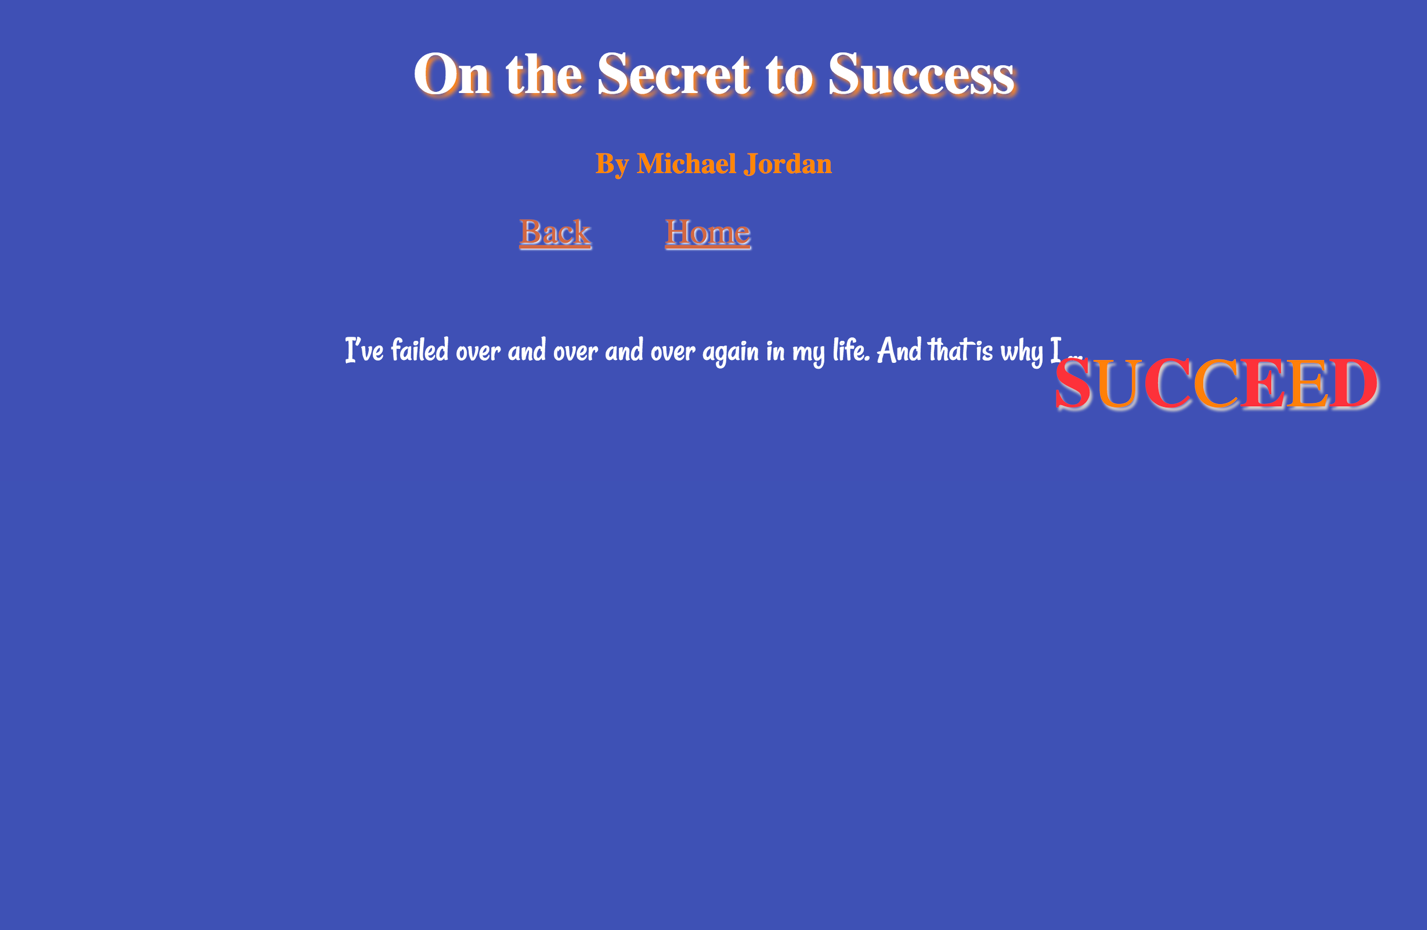 On the Secret to Success
By Michael Jordan
Back Home
I've failed over and over and over again in my life. And that is why I ...
SUCCEED